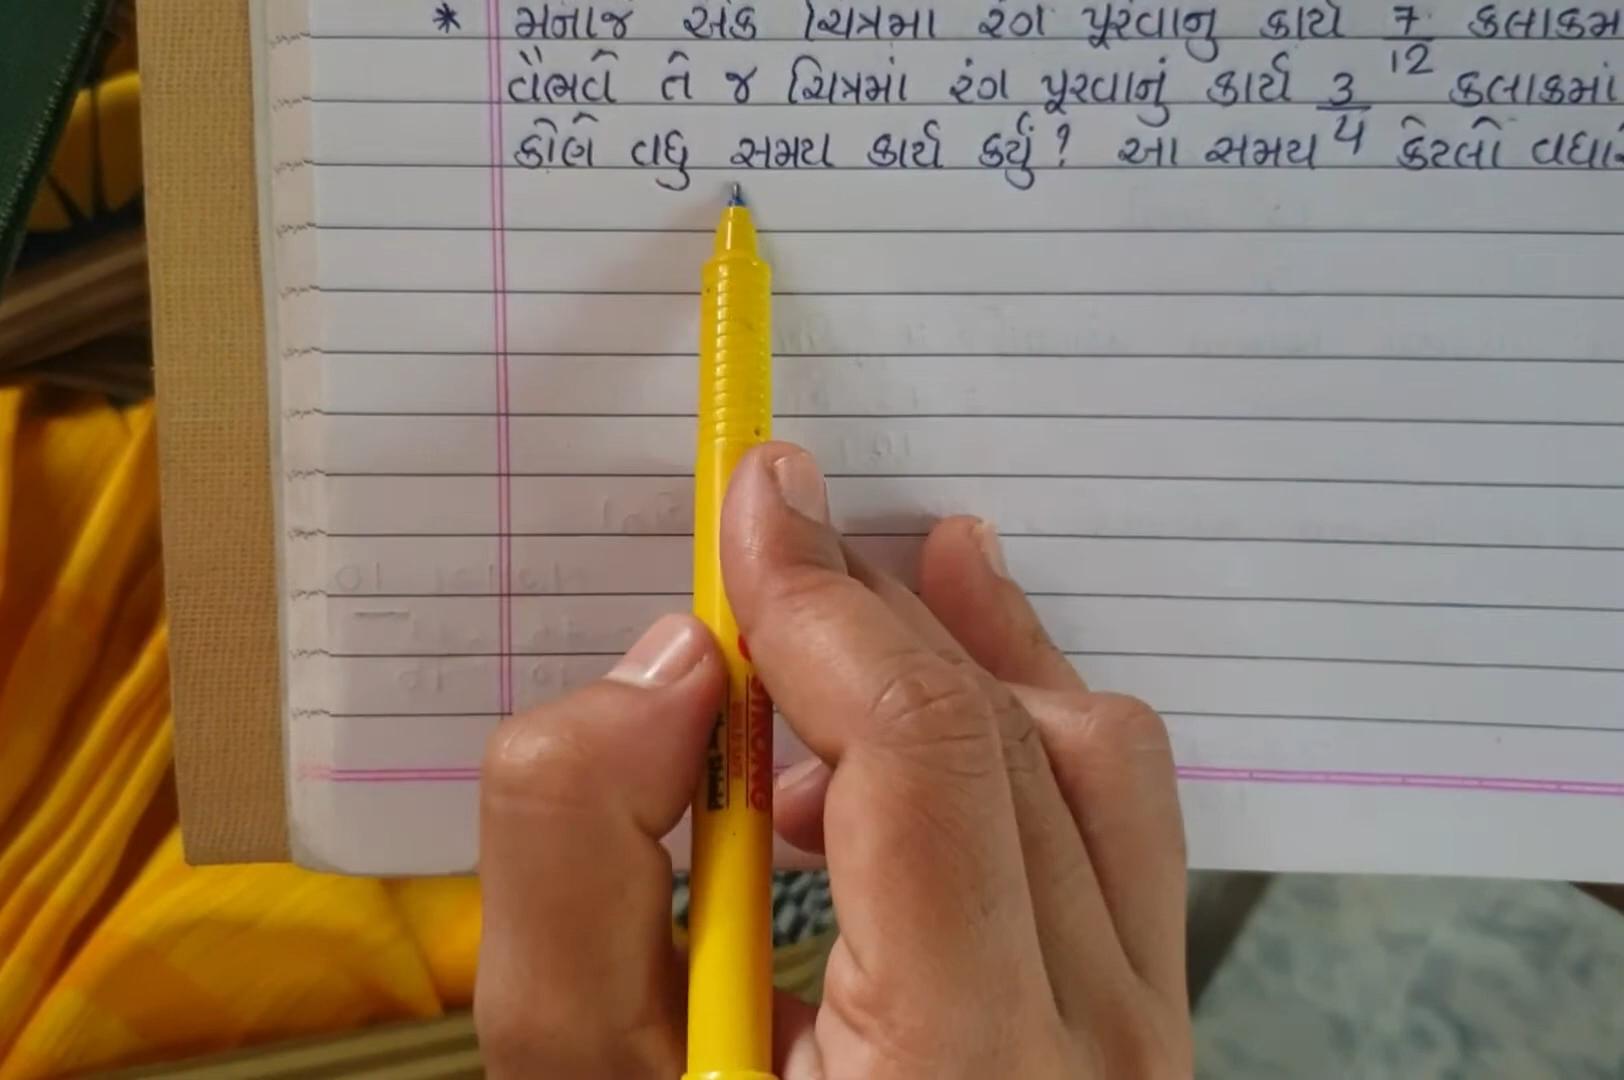 * મનોજે એક ચિત્રમાં રંગ પૂરવાનું કાર્ય 7/12 કલાકમ
વૈભવે તે જ ચિત્રમાં રંગ પૂરવાનું કાર્ય 3/4 કલાકમાં
કોણે વધુ સમય કાર્ય કર્યું? આ સમય કેટલો વધારે
STRONG